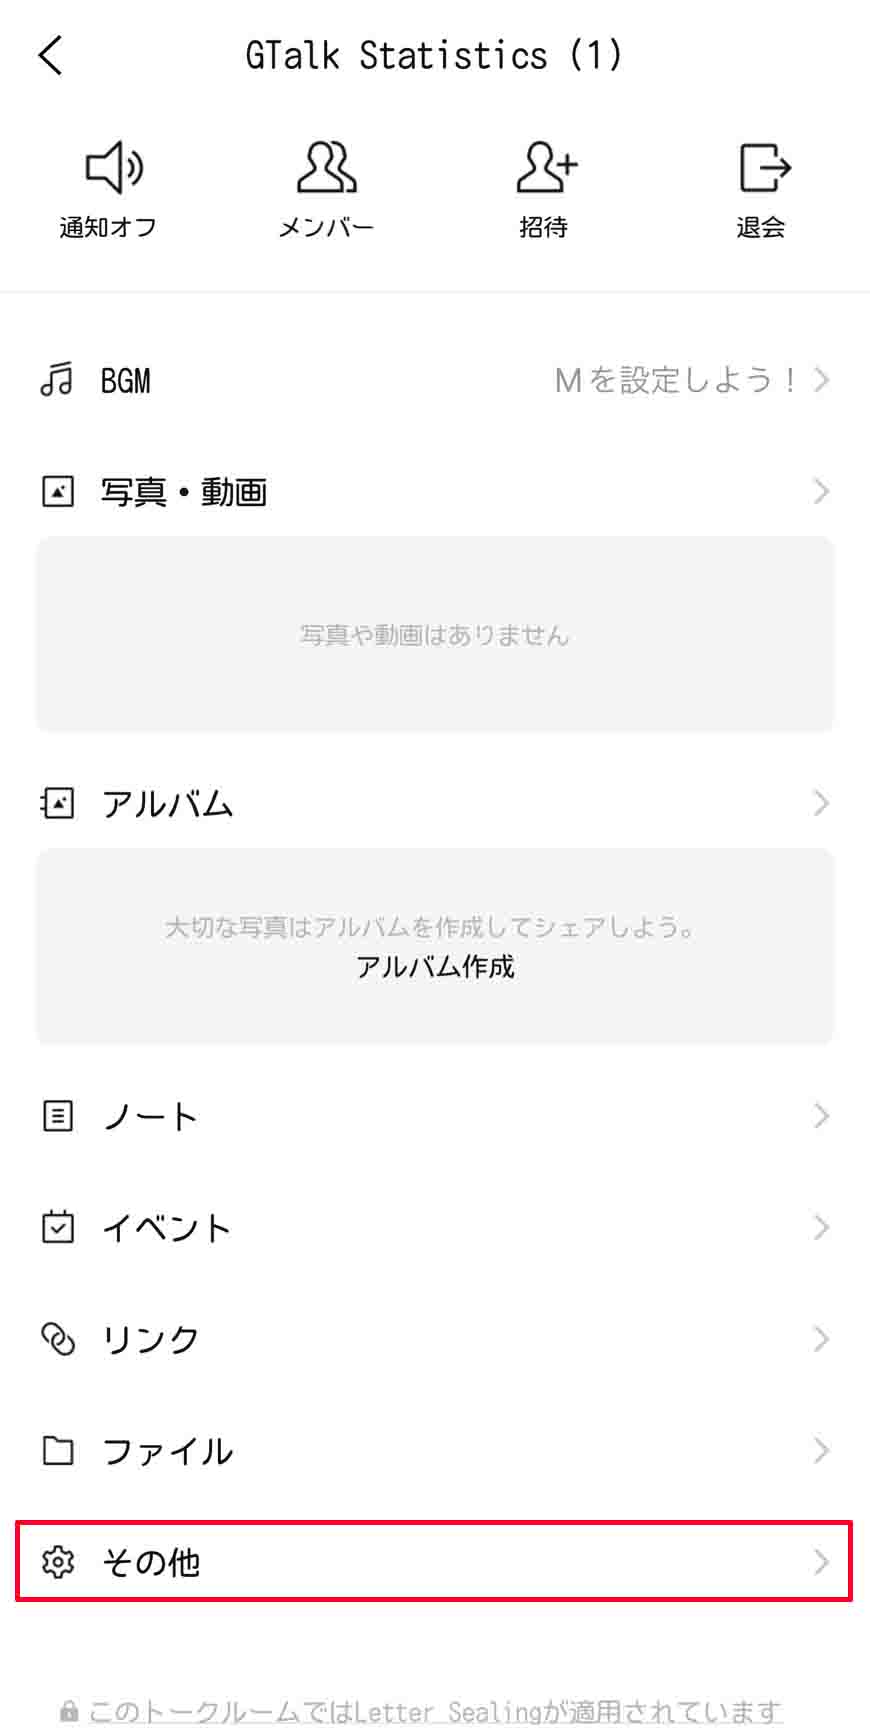 GTalk Statistics (1)
通知オフ
メンバー
招待
退会
BGM
Mを設定しよう！
写真・動画
写真や動画はありません
アルバム
大切な写真はアルバムを作成してシェアしよう。
アルバム作成
ノート
イベント
リンク
ファイル
その他
このトークルームではLetter Sealingが適用されています